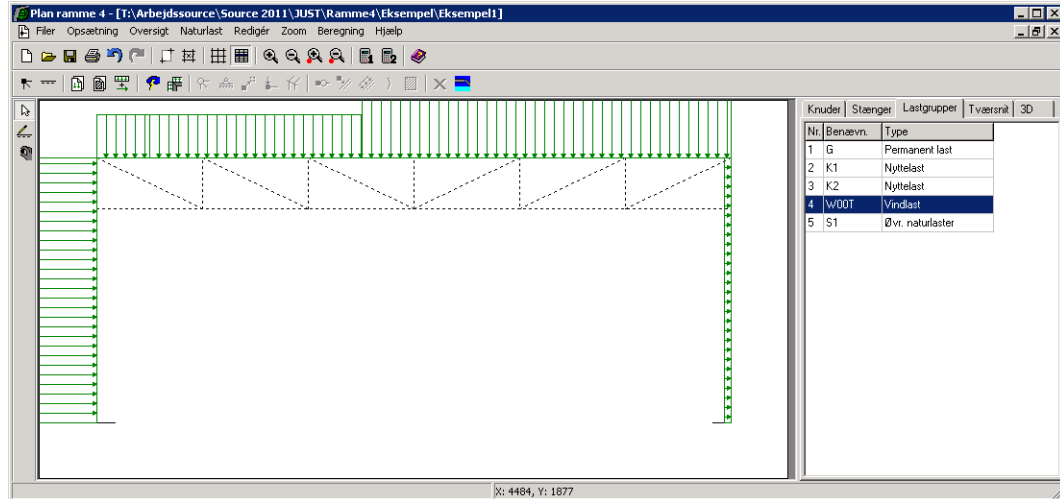 Plan ramme 4 - [T:\Arbejdssource\Source 2011\JUST\Ramme4\Eksempel\Eksempel1]
Filer Opsætning Oversigt Naturlast Redigér Zoom Beregning Hjælp
Knuder Stænger Lastgrupper Tværsnit 3D
Nr. Benævn. Type
1 G Permanent last
2 K1 Nyttelast
3 K2 Nyttelast
4 W00T Vindlast
5 S1 Øvr. naturlaster
X: 4484, Y: 1877